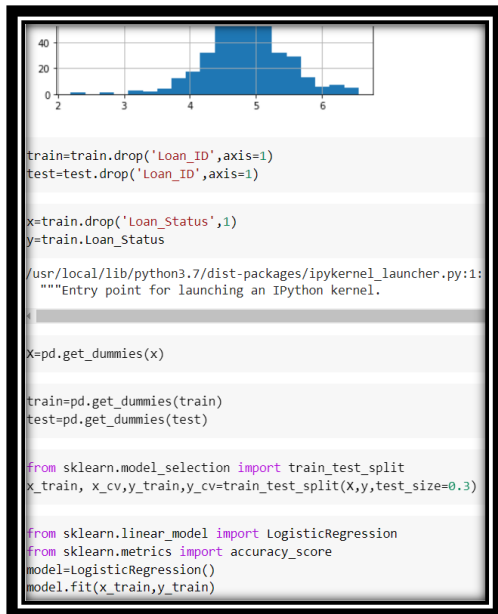 40
20
0
2 3 4 5 6
train=train.drop('Loan_ID',axis=1)
test=test.drop('Loan_ID',axis=1)
x=train.drop('Loan_Status',1)
y=train.Loan_Status
/usr/local/lib/python3.7/dist-packages/ipykernel_launcher.py:1:
"""Entry point for launching an IPython kernel.
X=pd.get_dummies(x)
train=pd.get_dummies(train)
test=pd.get_dummies(test)
from sklearn.model_selection import train_test_split
x_train, x_cv,y_train,y_cv=train_test_split(X,y,test_size=0.3)
from sklearn.linear_model import LogisticRegression
from sklearn.metrics import accuracy_score
model=LogisticRegression()
model.fit(x_train,y_train)